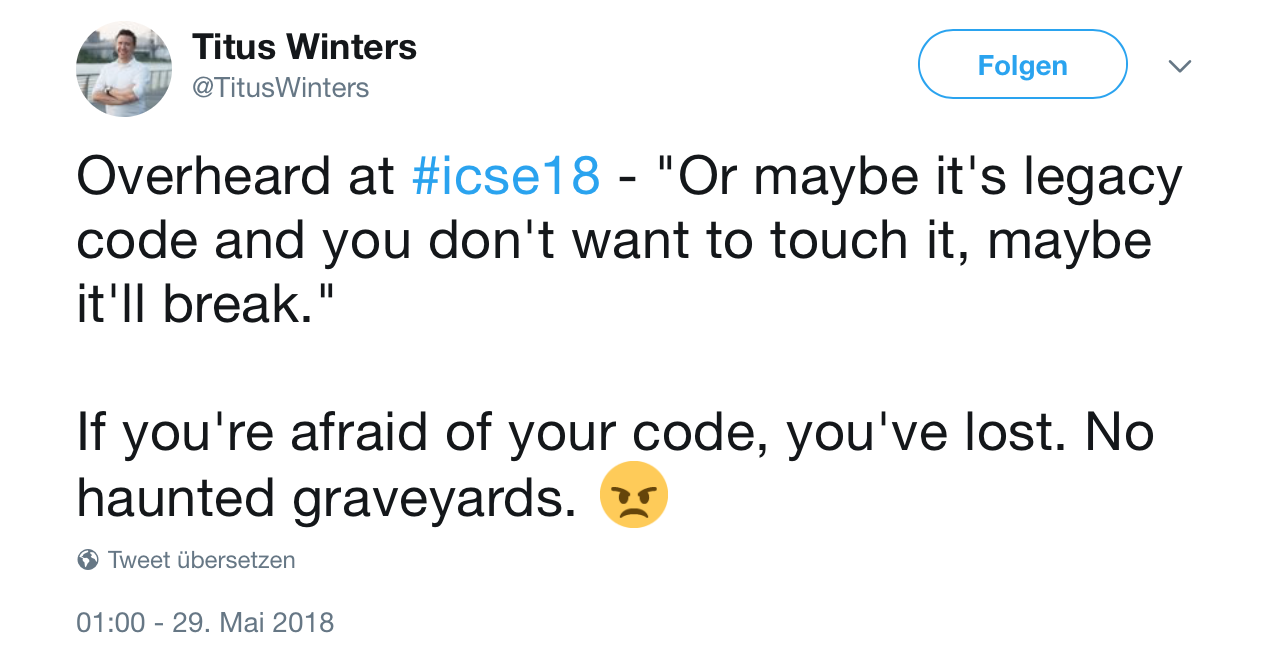 Titus Winters
@TitusWinters
Folgen
Overheard at #icse18 - "Or maybe it's legacy
code and you don't want to touch it, maybe
it'll break."
If you're afraid of your code, you've lost. No
haunted graveyards. 😠
Tweet übersetzen
01:00 - 29. Mai 2018